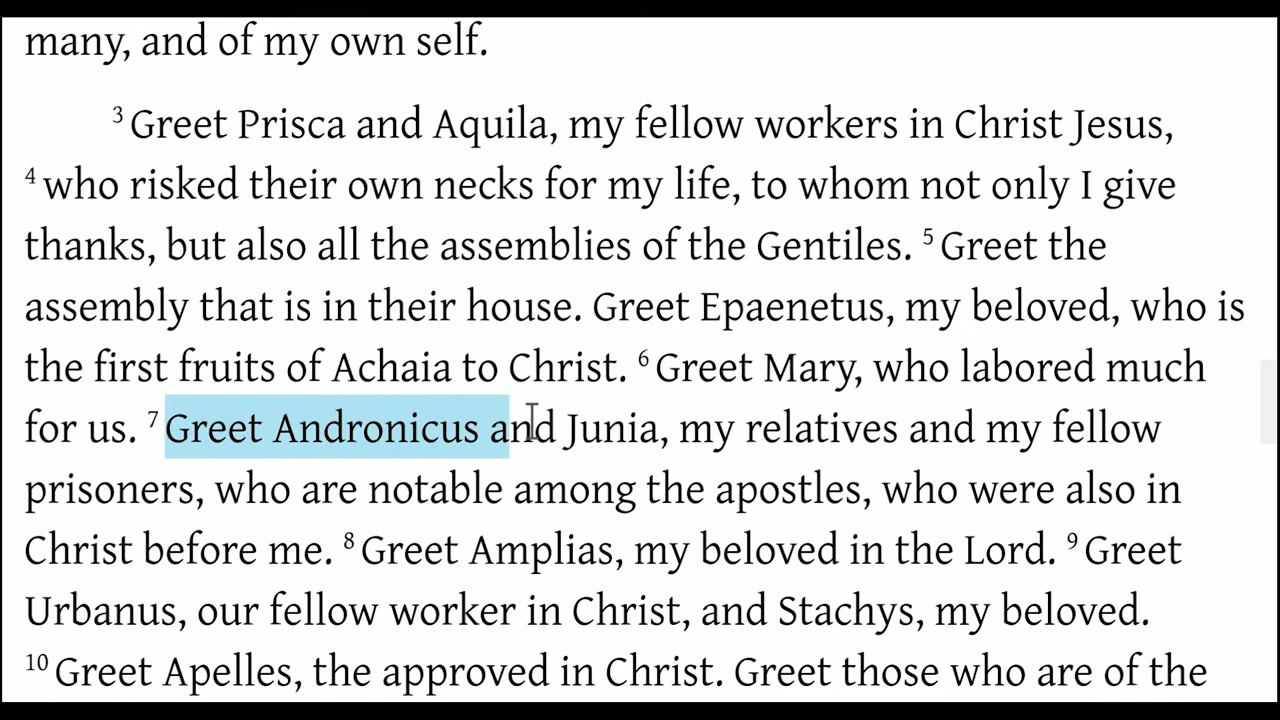 many, and of my own self.
3 Greet Prisca and Aquila, my fellow workers in Christ Jesus,
4 who risked their own necks for my life, to whom not only I give
thanks, but also all the assemblies of the Gentiles. 5 Greet the
assembly that is in their house. Greet Epaenetus, my beloved, who is
the first fruits of Achaia to Christ. 6 Greet Mary, who labored much
for us. 7 Greet Andronicus and Junia, my relatives and my fellow
prisoners, who are notable among the apostles, who were also in
Christ before me. 8 Greet Amplias, my beloved in the Lord. 9 Greet
Urbanus, our fellow worker in Christ, and Stachys, my beloved.
10 Greet Apelles, the approved in Christ. Greet those who are of the